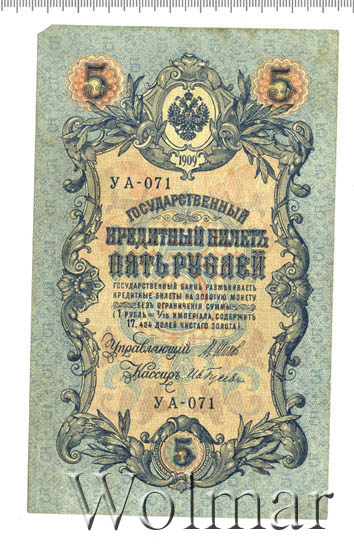 5 5
1909
УА-071
ГОСУДАРСТВЕННЫЙ
КРЕДИТНЫЙ БИЛЕТЪ
ПЯТЬ РУБЛЕЙ
ГОСУДАРСТВЕННЫЙ БАНКЪ РАЗМѢНИВАЕТЪ
КРЕДИТНЫЕ БИЛЕТЫ НА ЗОЛОТУЮ МОНЕТУ
БЕЗЪ ОГРАНИЧЕНІЯ СУММЫ
(1 РУБЛЬ = 1/15 ИМПЕРІАЛА, СОДЕРЖИТЪ
17,424 ДОЛЕЙ ЧИСТАГО ЗОЛОТА).
Управляющій
Кассиръ
УА-071
5
Wolmar